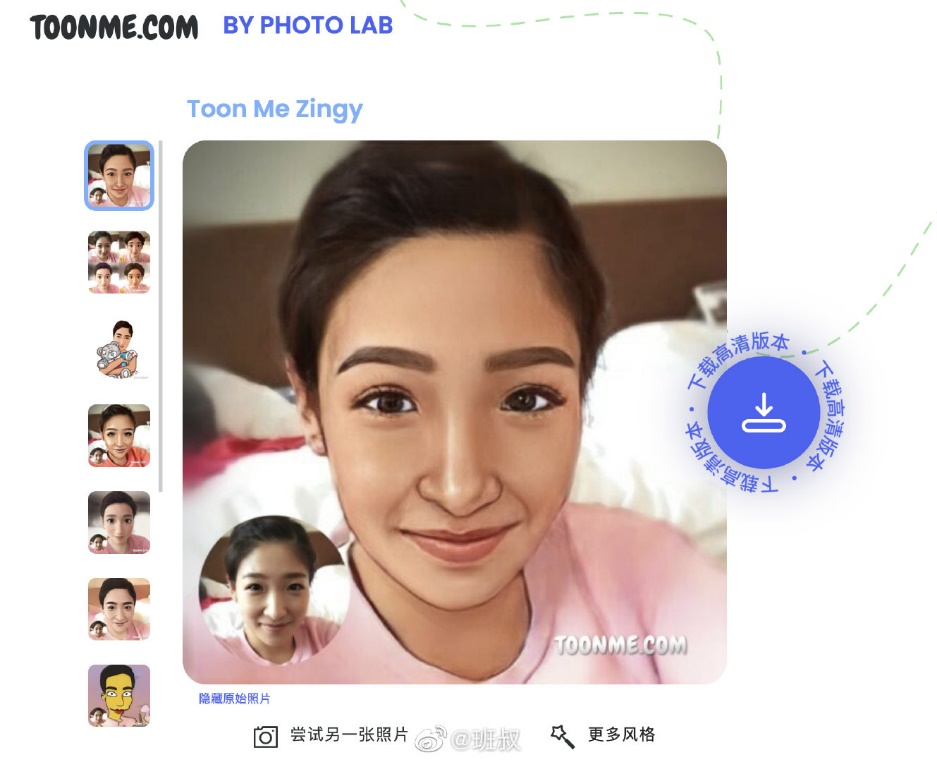 TOONME.COM BY PHOTO LAB
Toon Me Zingy
下载高清版本 • 下载高清版本 • 下载高清版本 •
TOONME.COM
隐藏原始照片
尝试另一张照片 @班叔 更多风格